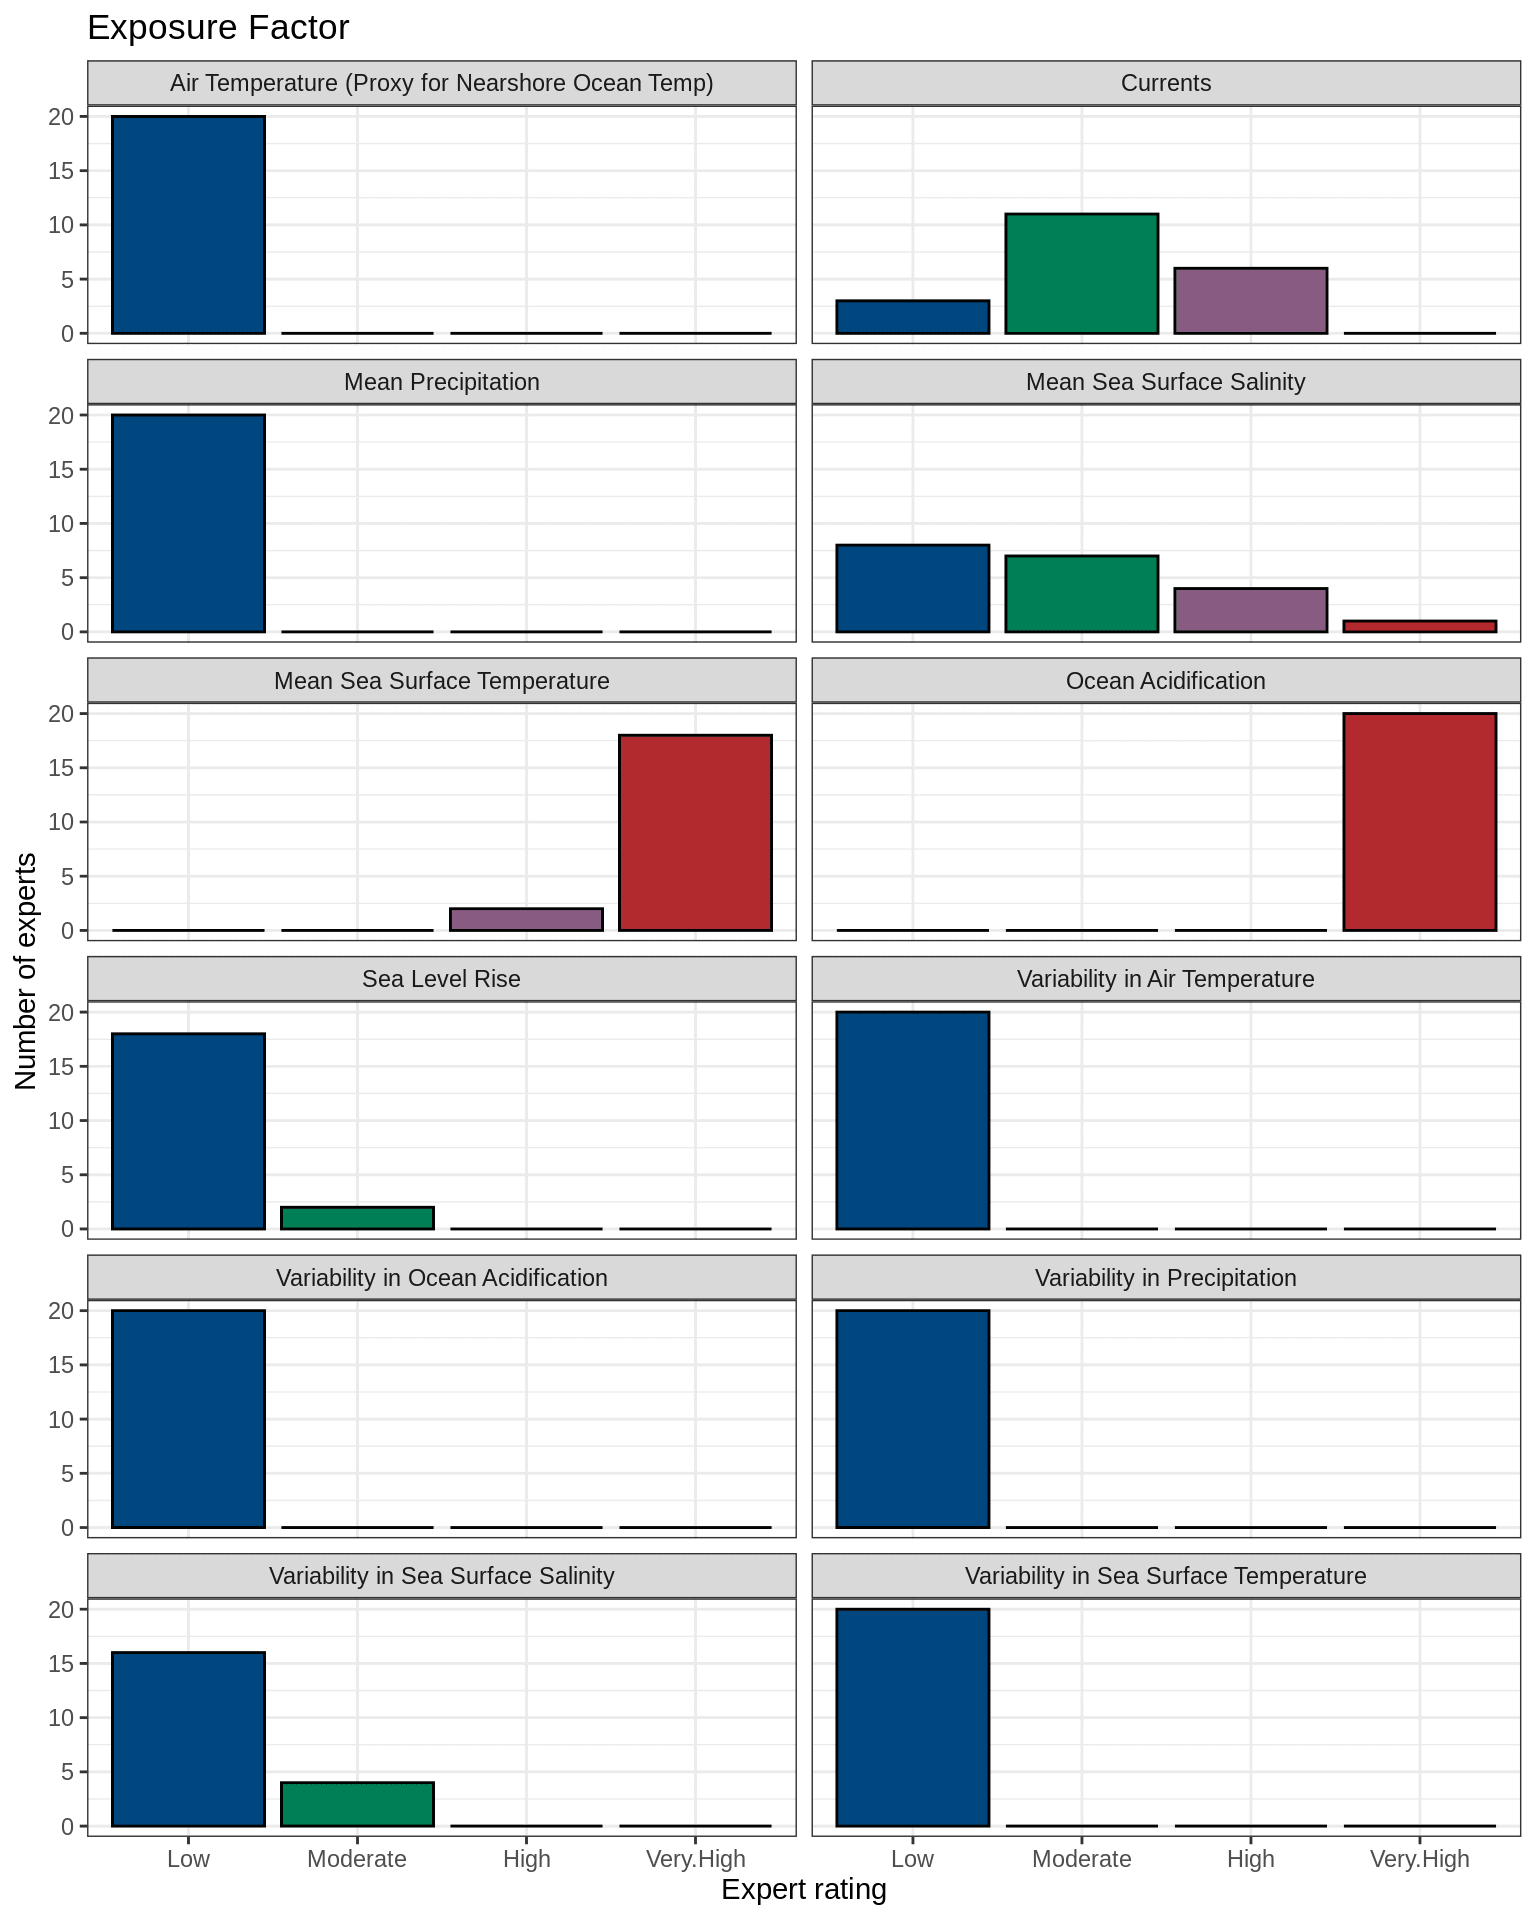 Exposure Factor
Air Temperature (Proxy for Nearshore Ocean Temp)
Currents
20
15
10
5
0
Mean Precipitation
Mean Sea Surface Salinity
20
15
10
5
0
Mean Sea Surface Temperature
Ocean Acidification
20
15
10
5
0
Number of experts
Sea Level Rise
Variability in Air Temperature
20
15
10
5
0
Variability in Ocean Acidification
Variability in Precipitation
20
15
10
5
0
Variability in Sea Surface Salinity
Variability in Sea Surface Temperature
20
15
10
5
0
Low Moderate High Very.High Low Moderate High Very.High
Expert rating